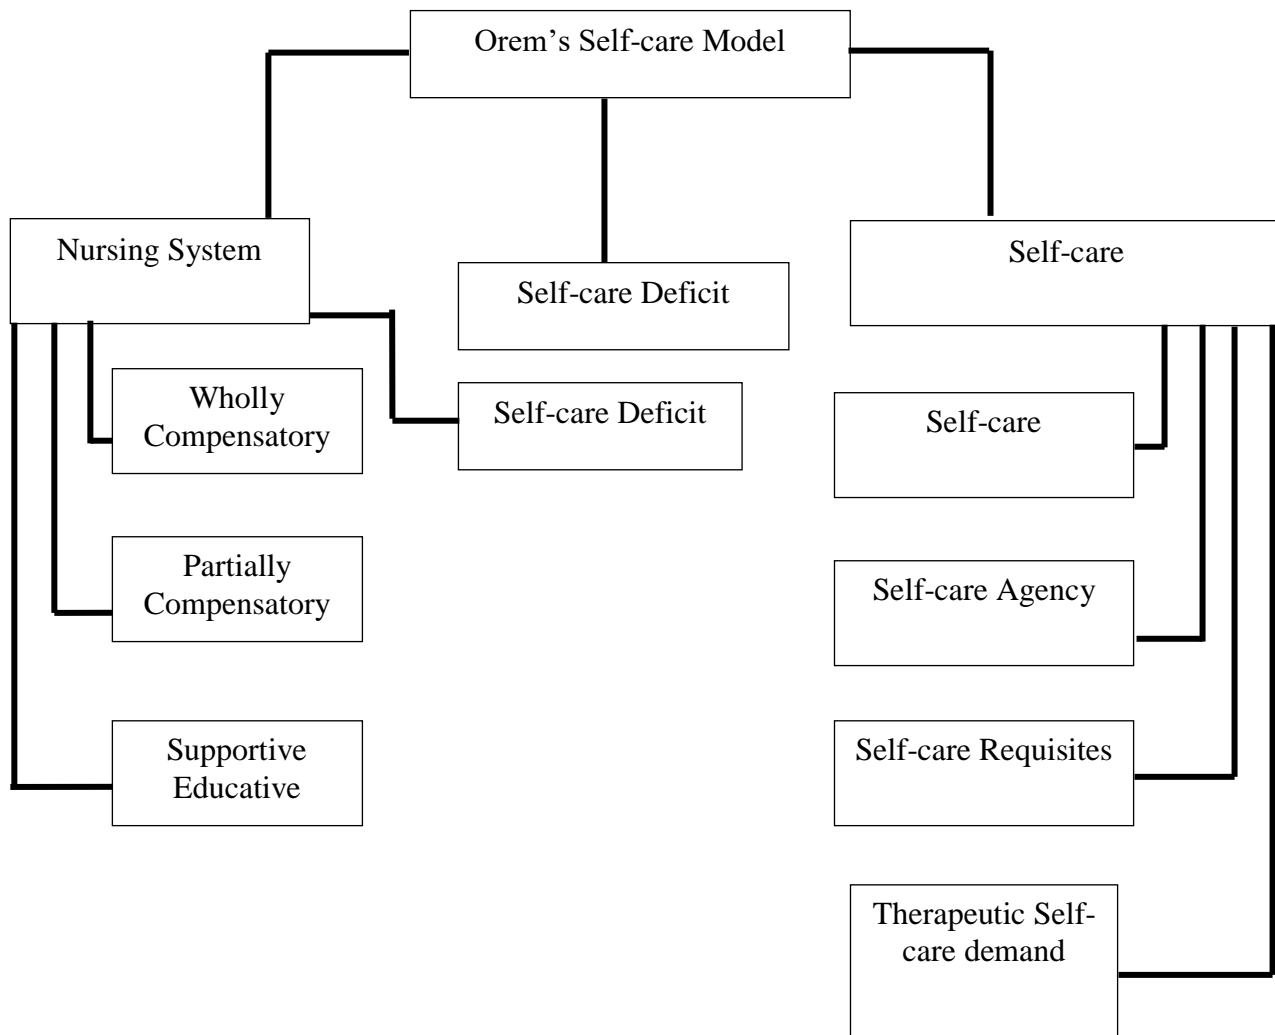 Orem’s Self-care Model
Nursing System
Self-care Deficit
Self-care
Wholly
Compensatory
Self-care Deficit
Self-care
Partially
Compensatory
Self-care Agency
Supportive
Educative
Self-care Requisites
Therapeutic Self-
care demand